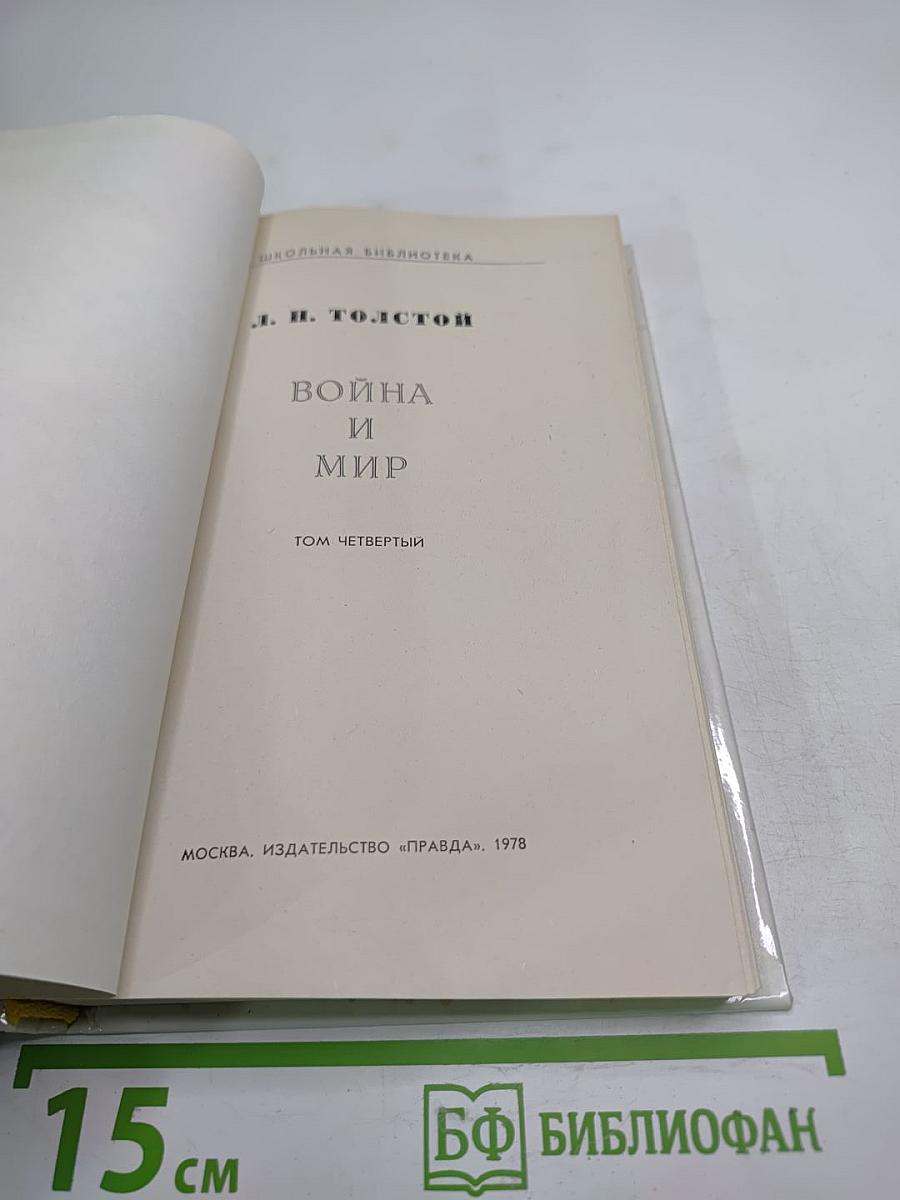 ШКОЛЬНАЯ БИБЛИОТЕКА
Л. Н. ТОЛСТОЙ
ВОЙНА
И
МИР
ТОМ ЧЕТВЕРТЫЙ
МОСКВА. ИЗДАТЕЛЬСТВО «ПРАВДА». 1978
15 см
БФ БИБЛИОФАН